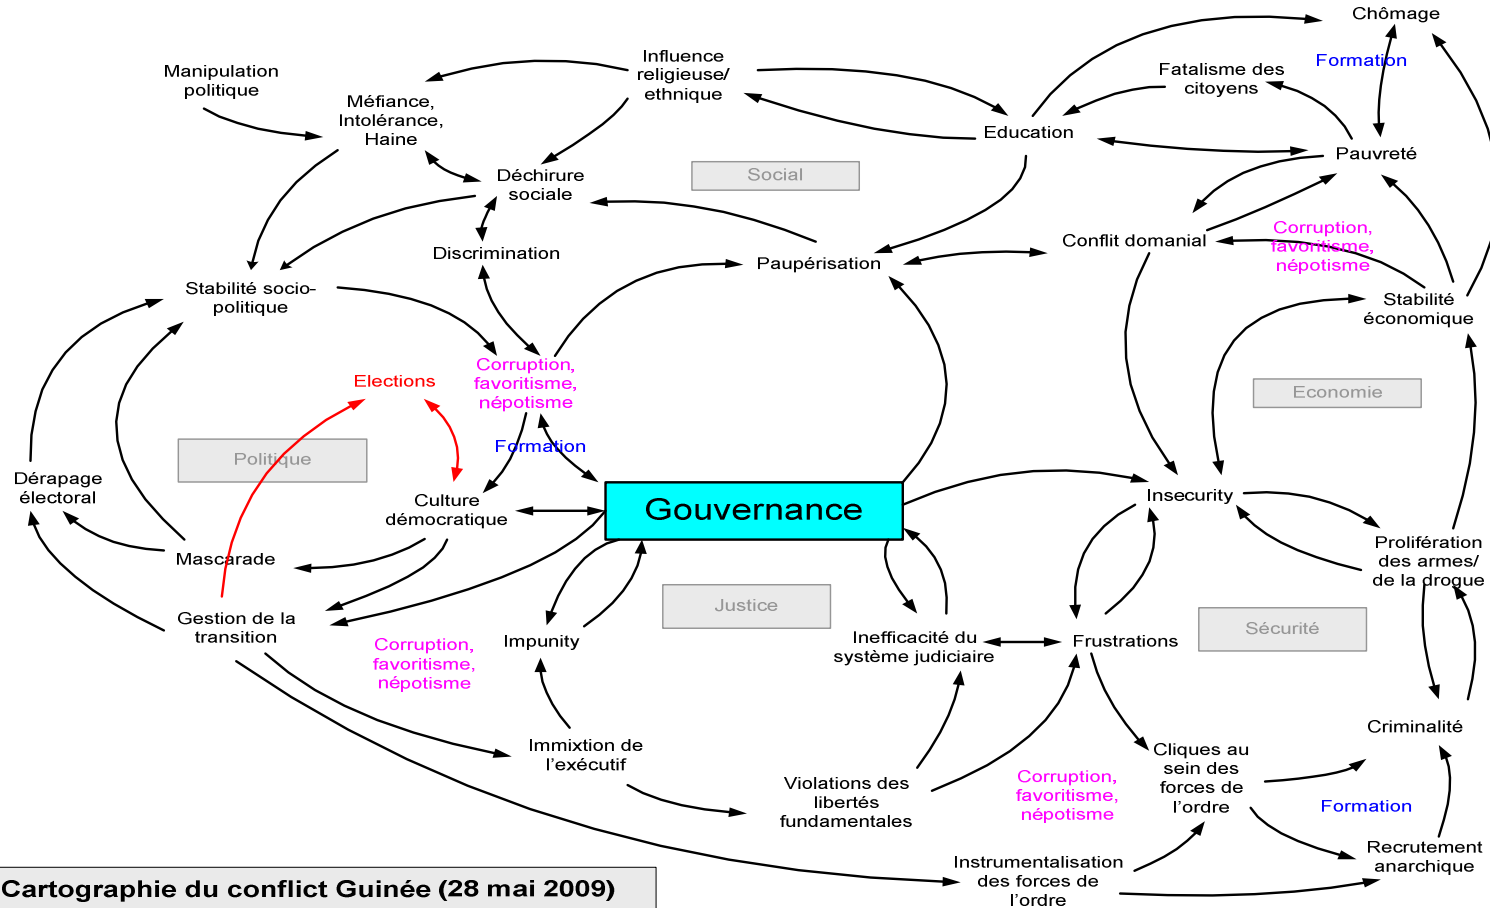 Chômage
Influence
religieuse/
ethnique
Formation
Manipulation
politique
Fatalisme des
citoyens
Méfiance,
Intolérance,
Haine
Education
Pauvreté
Social
Déchirure
sociale
Corruption,
favoritisme,
népotisme
Conflit domanial
Discrimination
Paupérisation
Stabilité socio-
politique
Stabilité
économique
Corruption,
favoritisme,
népotisme
Elections
Economie
Formation
Politique
Dérapage
électoral
Culture
démocratique
Gouvernance
Insecurity
Mascarade
Prolifération
des armes/
de la drogue
Justice
Gestion de la
transition
Sécurité
Corruption,
favoritisme,
népotisme
Impunity
Inefficacité du
système judiciaire
Frustrations
Criminalité
Immixtion de
l'exécutif
Cliques au
sein des
forces de
l'ordre
Violations des
libertés
fundamentales
Corruption,
favoritisme,
népotisme
Formation
Recrutement
anarchique
Instrumentalisation
des forces de
l'ordre
Cartographie du conflict Guinée (28 mai 2009)